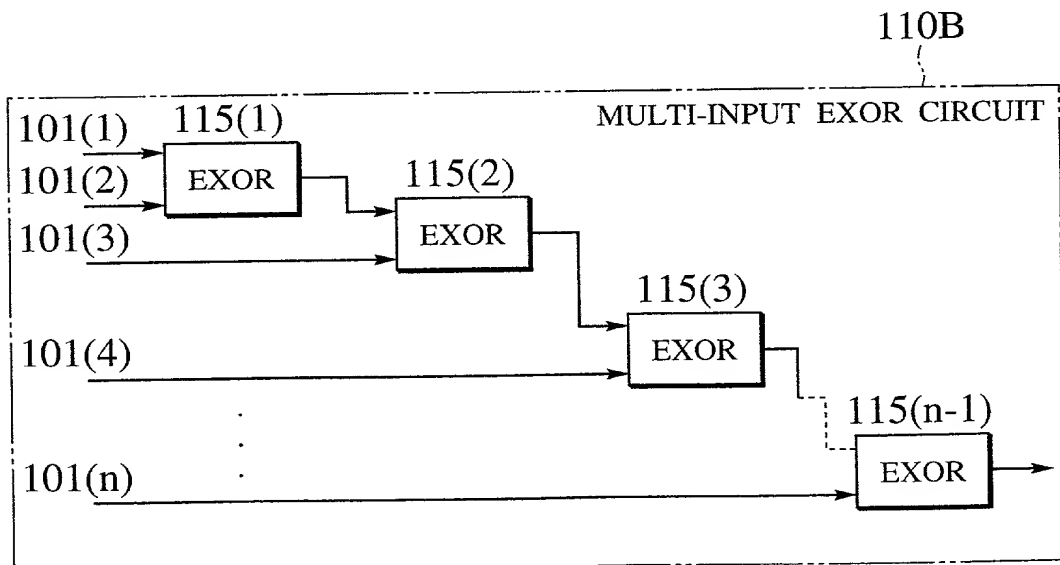 110B
MULTI-INPUT EXOR CIRCUIT
101(1)
115(1)
EXOR
101(2)
115(2)
EXOR
101(3)
115(3)
EXOR
101(4)
115(n-1)
EXOR
101(n)